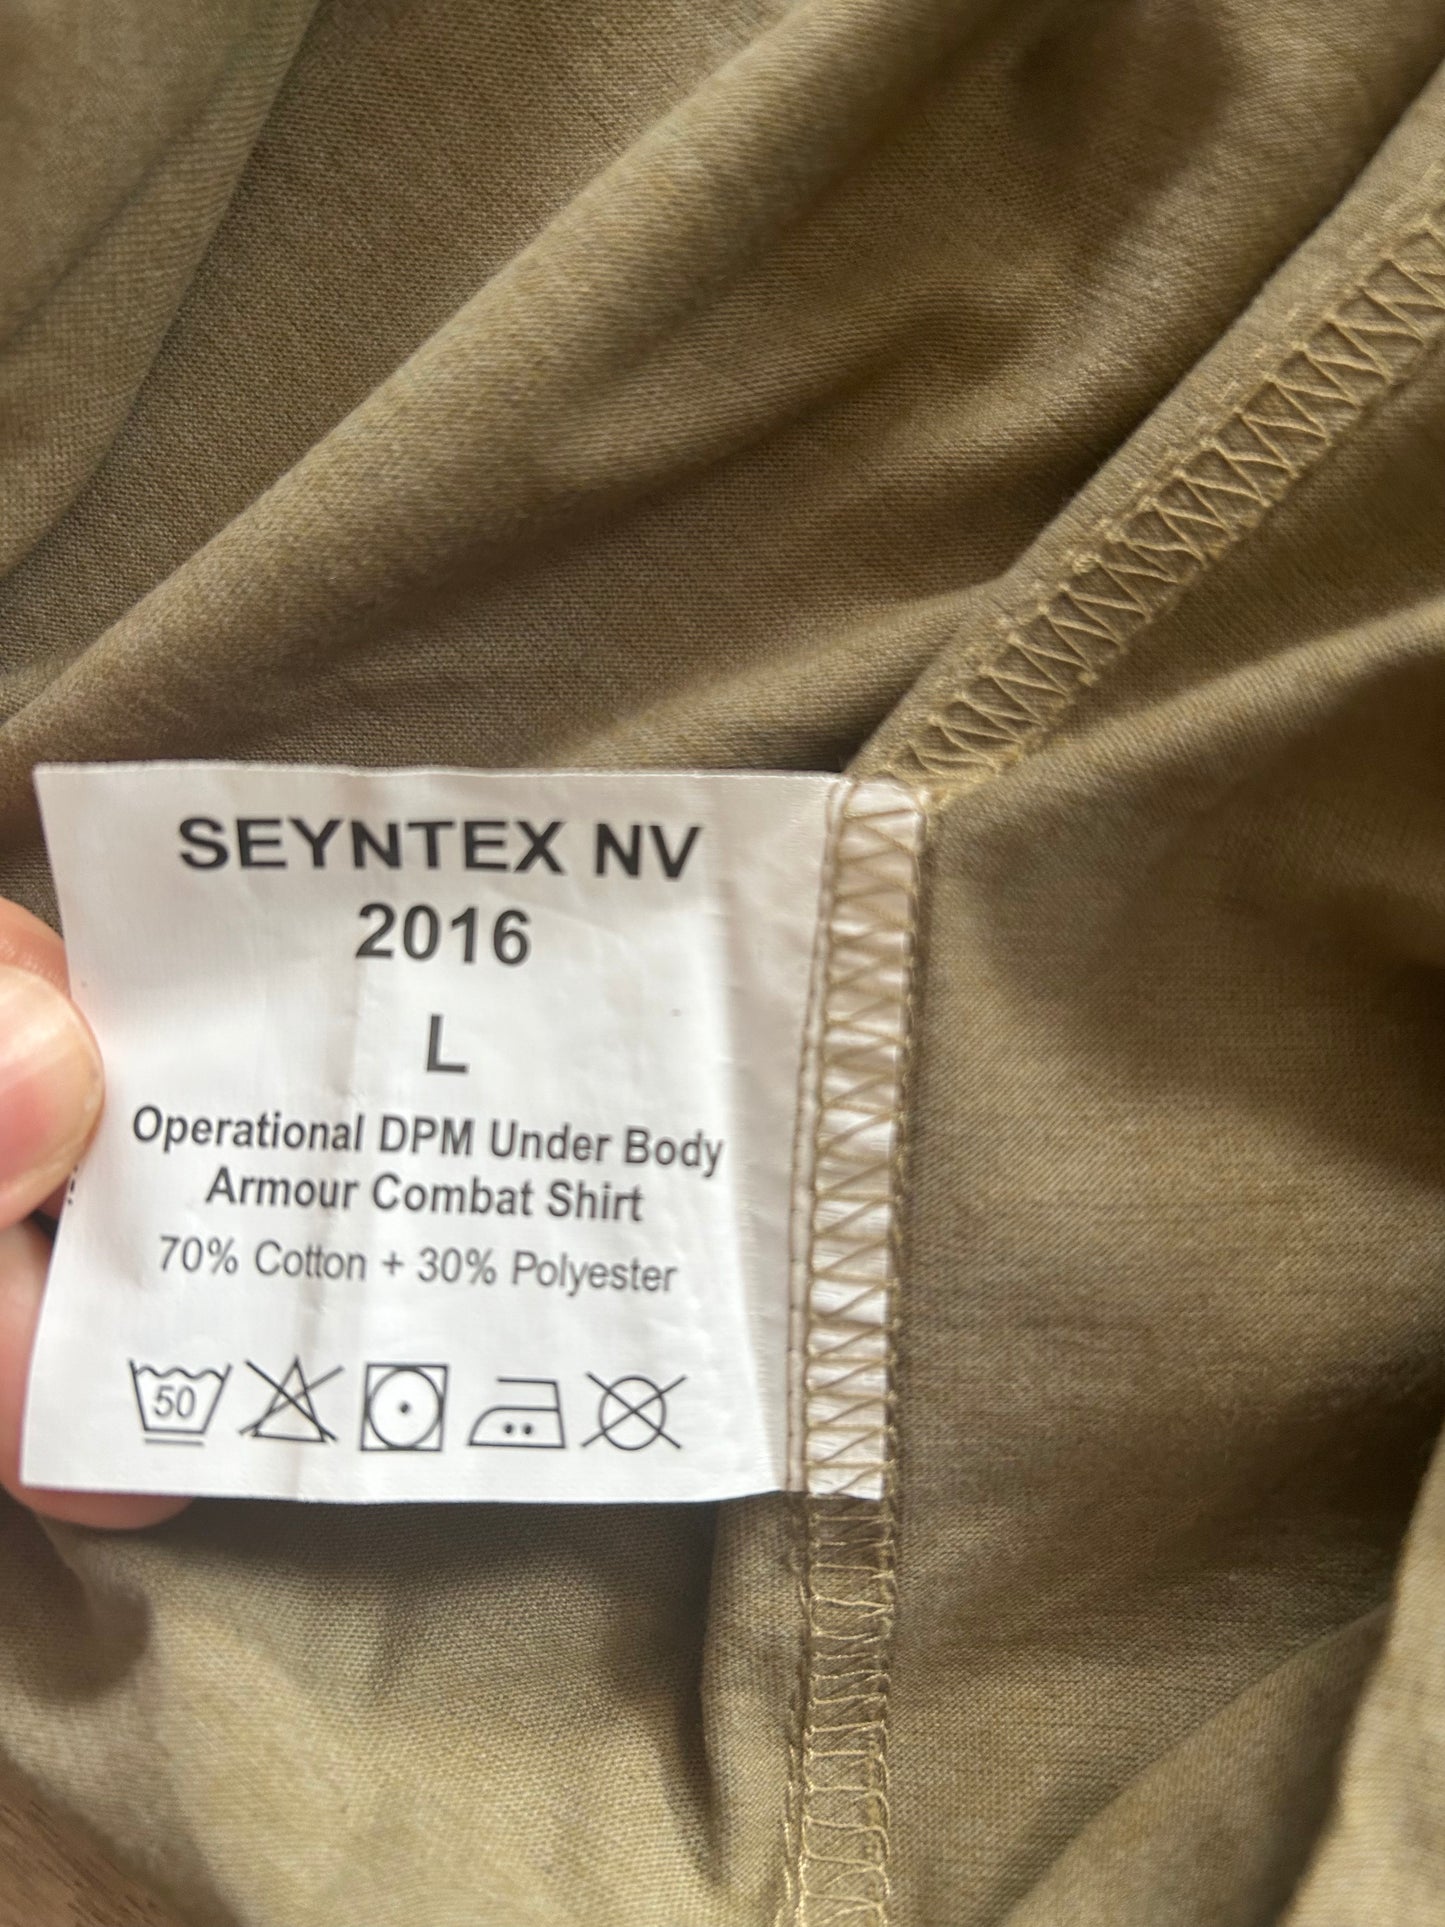 SEYNTEX NV
2016
L
Operational DPM Under Body
Armour Combat Shirt
70% Cotton + 30% Polyester
50